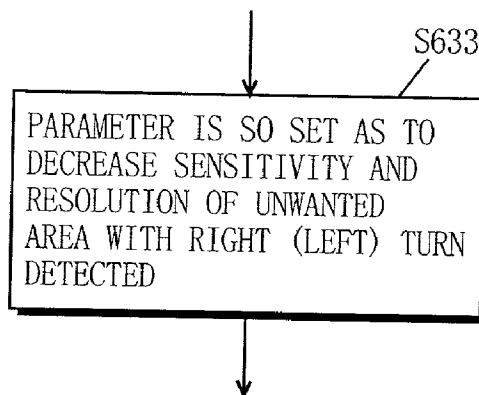 S633
PARAMETER IS SO SET AS TO
DECREASE SENSITIVITY AND
RESOLUTION OF UNWANTED
AREA WITH RIGHT (LEFT) TURN
DETECTED